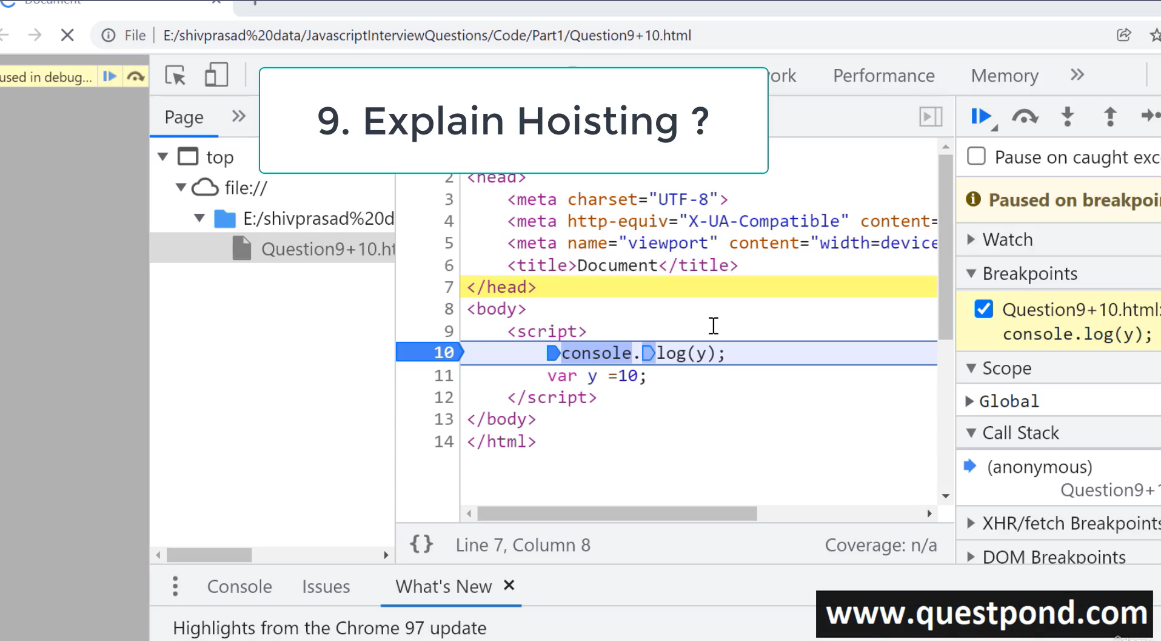 Document
File E:/shivprasad%20data/JavascriptInterviewQuestions/Code/Part1/Question9+10.html
used in debug...
ork Performance Memory
9. Explain Hoisting ?
Page
top
file://
E:/shivprasad%20d
Question9+10.ht
2 <head>
3 <meta charset="UTF-8">
4 <meta http-equiv="X-UA-Compatible" content=
5 <meta name="viewport" content="width=device
6 <title>Document</title>
7 </head>
8 <body>
9 <script>
10 console.log(y);
11 var y =10;
12 </script>
13 </body>
14 </html>
{} Line 7, Column 8 Coverage: n/a
Pause on caught exc
Paused on breakpoi
Watch
Breakpoints
Question9+10.html:
console.log(y);
Scope
Global
Call Stack
(anonymous)
Question9+1
XHR/fetch Breakpoints
DOM Breakpoints
Console Issues What's New
Highlights from the Chrome 97 update
www.questpond.com